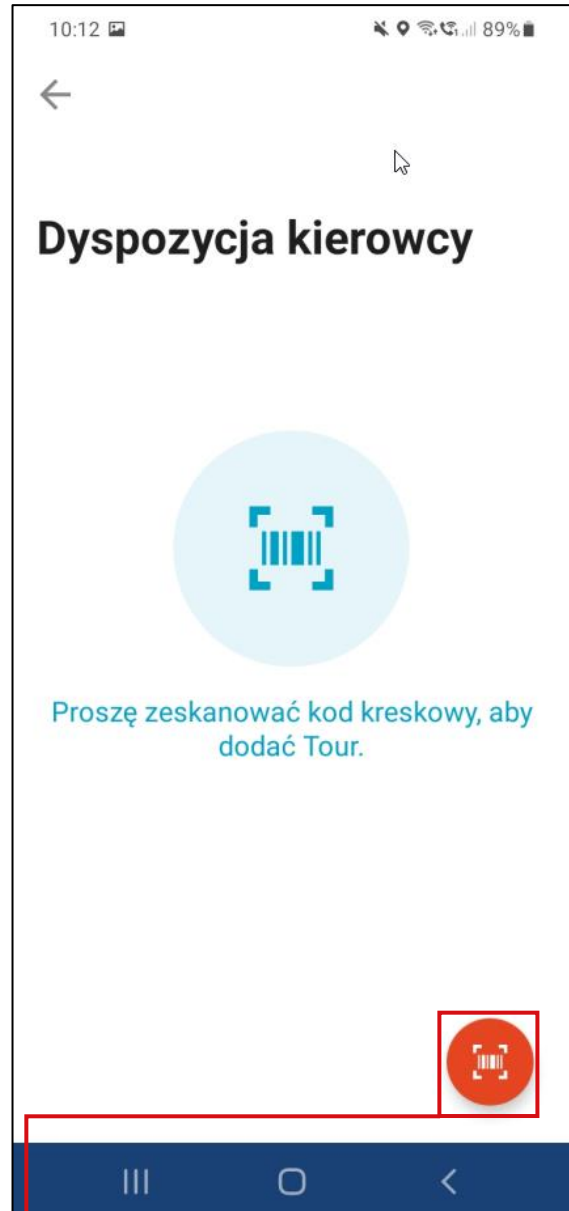 10:12 89%
Dyspozycja kierowcy
Proszę zeskanować kod kreskowy, aby
dodać Tour.